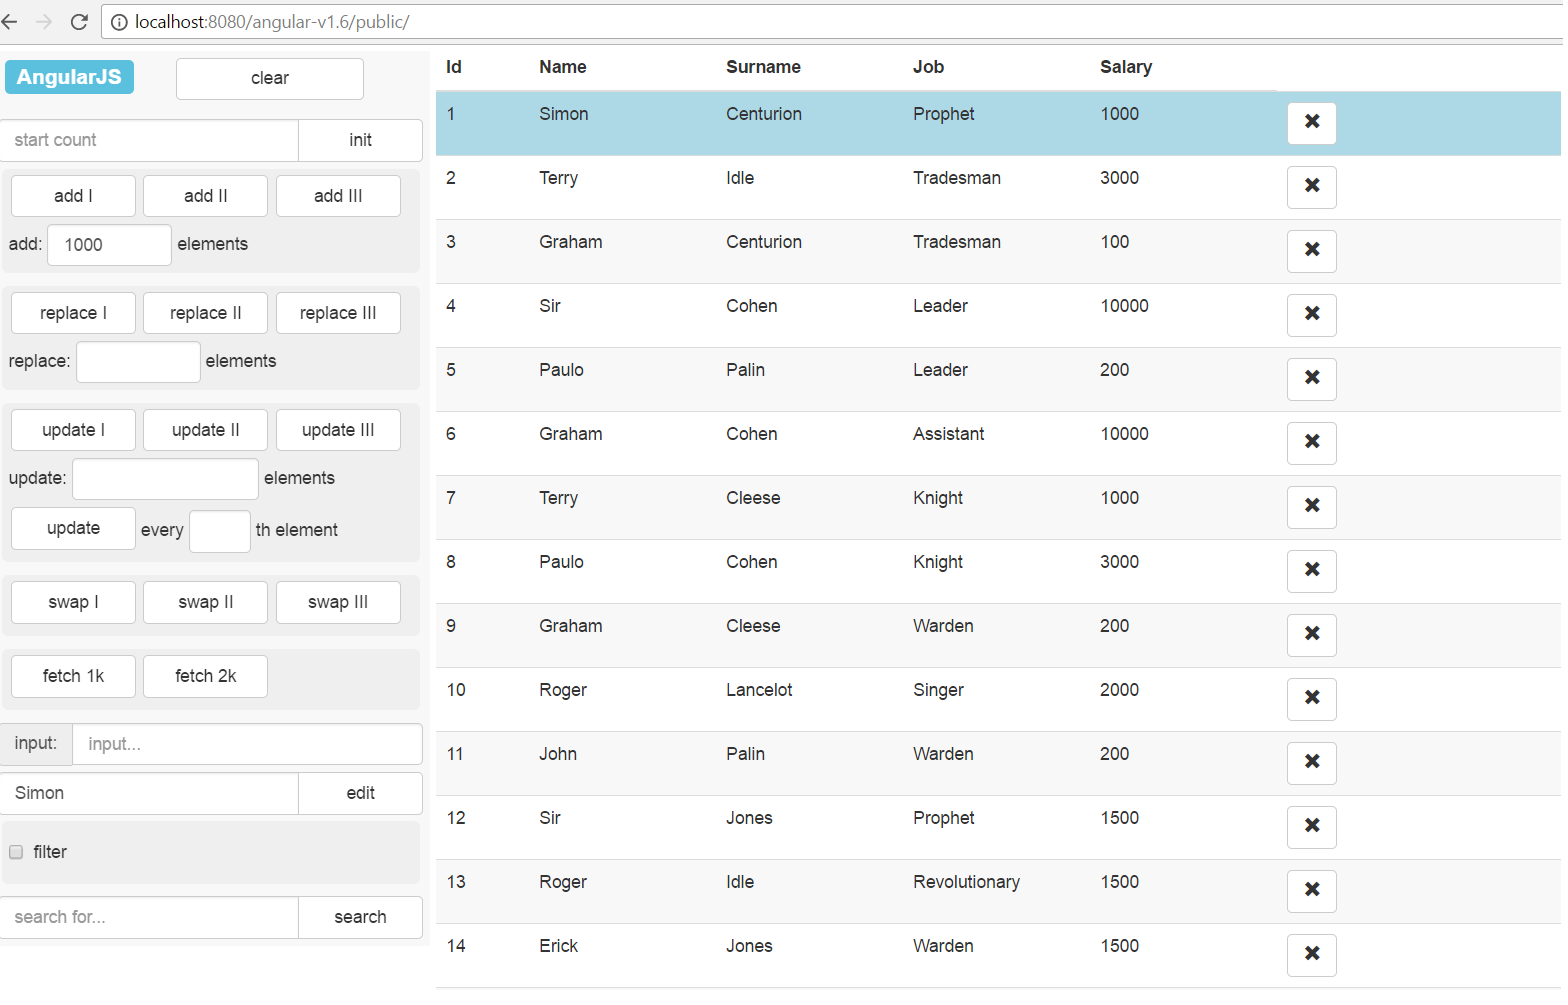 localhost:8080/angular-v1.6/public/
AngularJS clear
start count init
add I add II add III
add: 1000 elements
replace I replace II replace III
replace: elements
update I update II update III
update: elements
update every th element
swap I swap II swap III
fetch 1k fetch 2k
input: input...
Simon edit
filter
search for... search
Id Name Surname Job Salary
1 Simon Centurion Prophet 1000
2 Terry Idle Tradesman 3000
3 Graham Centurion Tradesman 100
4 Sir Cohen Leader 10000
5 Paulo Palin Leader 200
6 Graham Cohen Assistant 10000
7 Terry Cleese Knight 1000
8 Paulo Cohen Knight 3000
9 Graham Cleese Warden 200
10 Roger Lancelot Singer 2000
11 John Palin Warden 200
12 Sir Jones Prophet 1500
13 Roger Idle Revolutionary 1500
14 Erick Jones Warden 1500